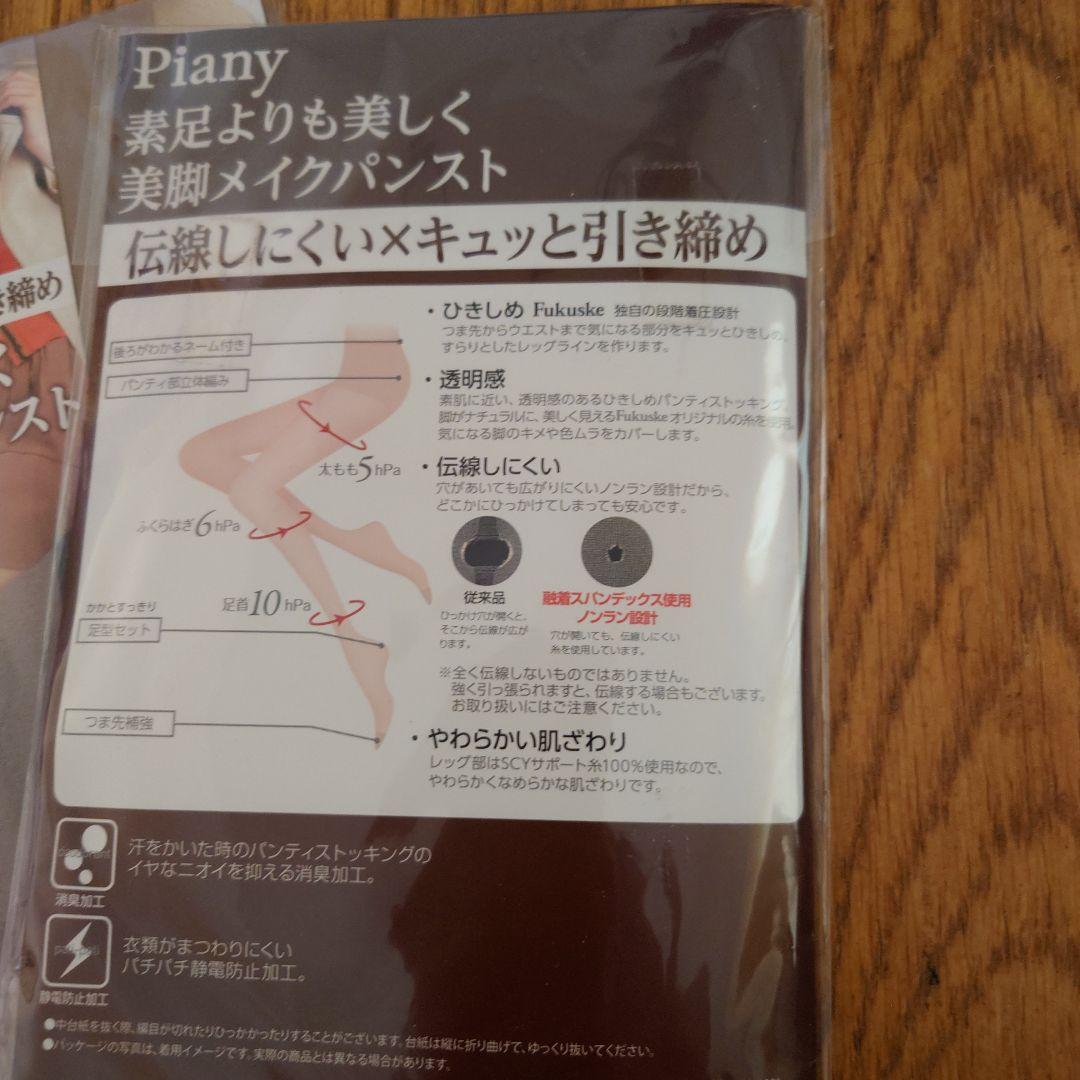 Piany
素足よりも美しく
美脚メイクパンスト
伝線しにくい×キュッと引き締め
き締め
スト
・ひきしめ Fukuske 独自の段階着圧設計
つま先からウエストまで気になる部分をキュッとひきしめ、
すらりとしたレッグラインを作ります。
後ろがわかるネーム付き
パンティ部立体編み
・透明感
素肌に近い、透明感のあるひきしめパンティストッキング。
脚がナチュラルに、美しく見えるFukuskeオリジナルの糸を使用。
気になる脚のキメや色ムラをカバーします。
太もも5hPa
ふくらはぎ6hPa
足首10hPa
かかとすっきり
足型セット
つま先補強
・伝線しにくい
穴があいても広がりにくいノンラン設計だから、
どこかにひっかけてしまっても安心です。
従来品
ひっかけ穴が開くと、
そこから伝線が広が
ります。
融着スパンデックス使用
ノンラン設計
穴が開いても、伝線しにくい
糸を使用しています。
※全く伝線しないものではありません。
強く引っ張られますと、伝線する場合もございます。
お取り扱いにはご注意ください。
・やわらかい肌ざわり
レッグ部はSCYサポート糸100%使用なので、
やわらかくなめらかな肌ざわりです。
deodorant
消臭加工
汗をかいた時のパンティストッキングの
イヤなニオイを抑える消臭加工。
静電防止加工
衣類がまつわりにくい
パチパチ静電防止加工。
●中台紙を抜く際、編目が切れたりひっかかったりすることがございます。台紙は縦に折り曲げて、ゆっくり抜いてください。
●パッケージの写真は、着用イメージです。実際の商品とは異なる場合があります。